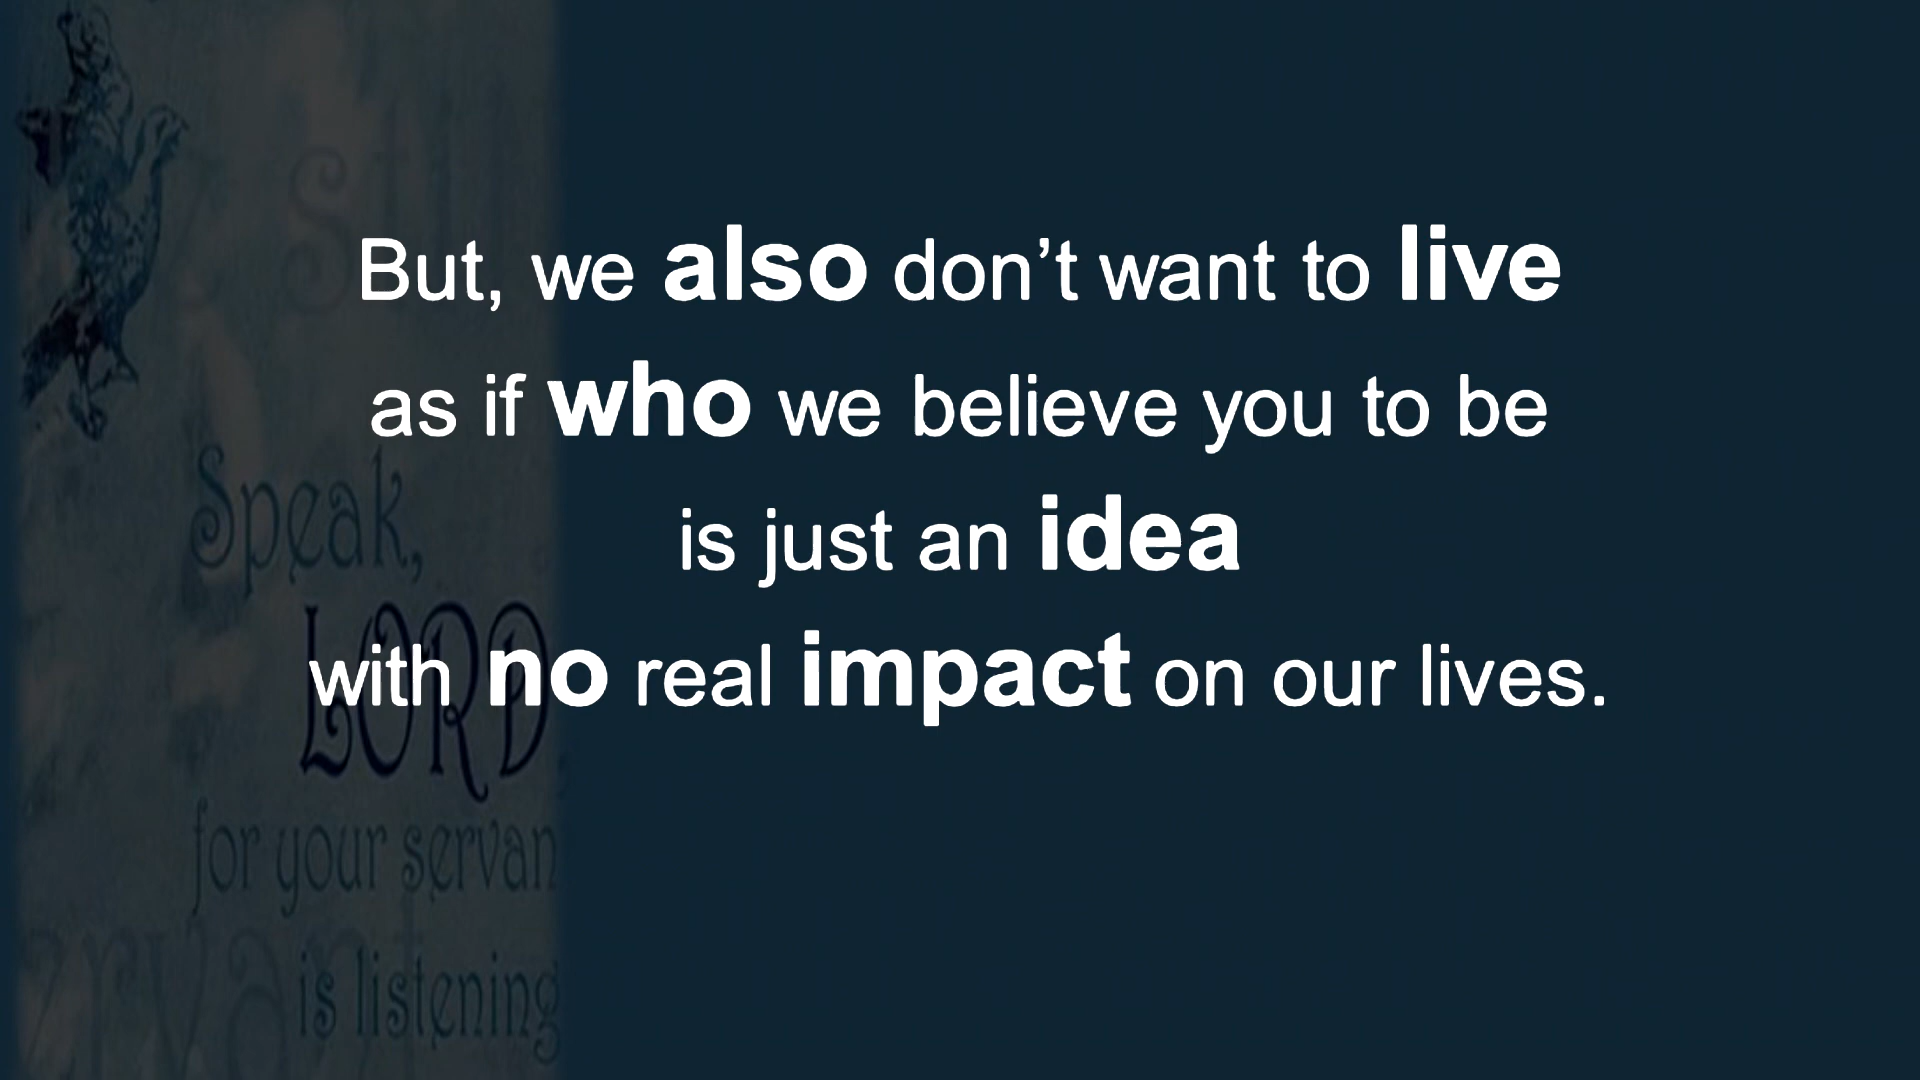 But, we also don’t want to live
as if who we believe you to be
is just an idea
with no real impact on our lives.
Speak,
LORD
for your servan
is listening